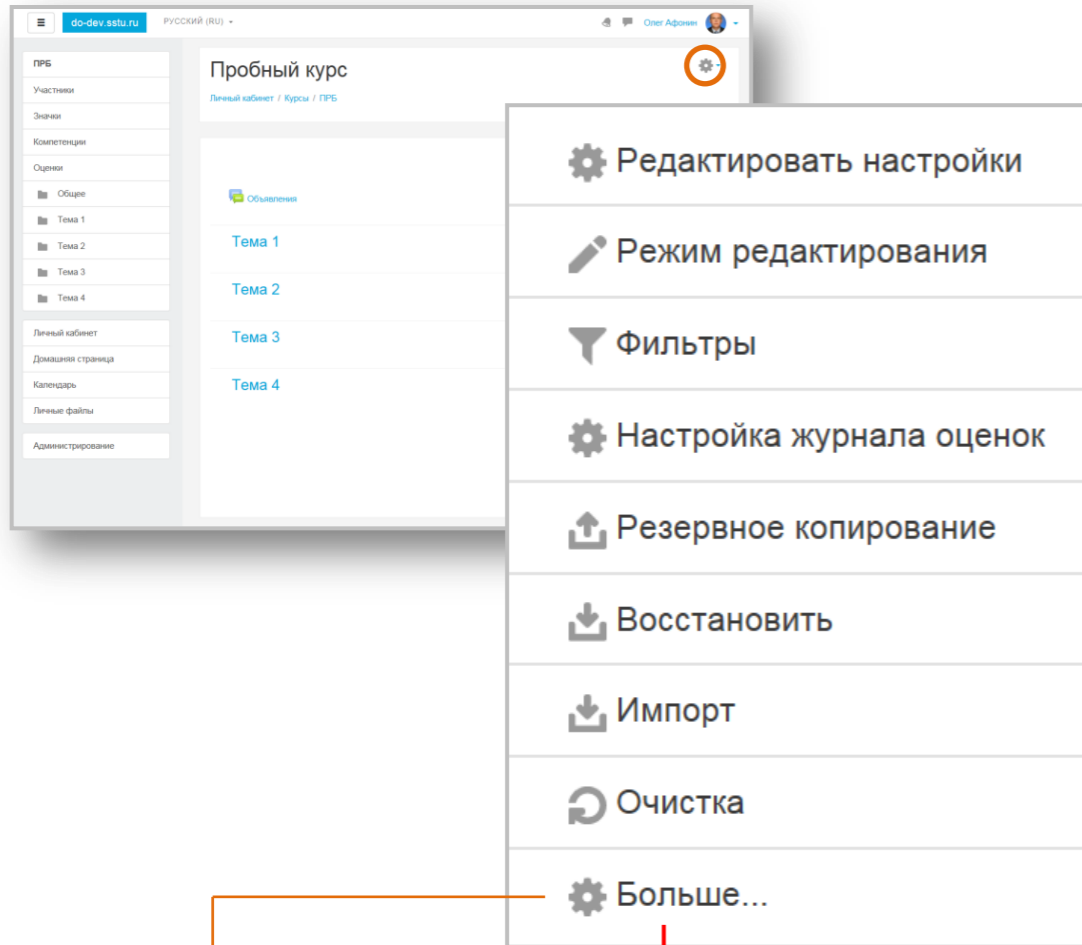 do-dev.sstu.ru
РУССКИЙ (RU)
Олег Афонин
ПРБ
Участники
Значки
Компетенции
Оценки
Общее
Тема 1
Тема 2
Тема 3
Тема 4
Личный кабинет
Домашняя страница
Календарь
Личные файлы
Администрирование
Пробный курс
Личный кабинет / Курсы / ПРБ
Объявления
Тема 1
Тема 2
Тема 3
Тема 4
Редактировать настройки
Режим редактирования
Фильтры
Настройка журнала оценок
Резервное копирование
Восстановить
Импорт
Очистка
Больше...